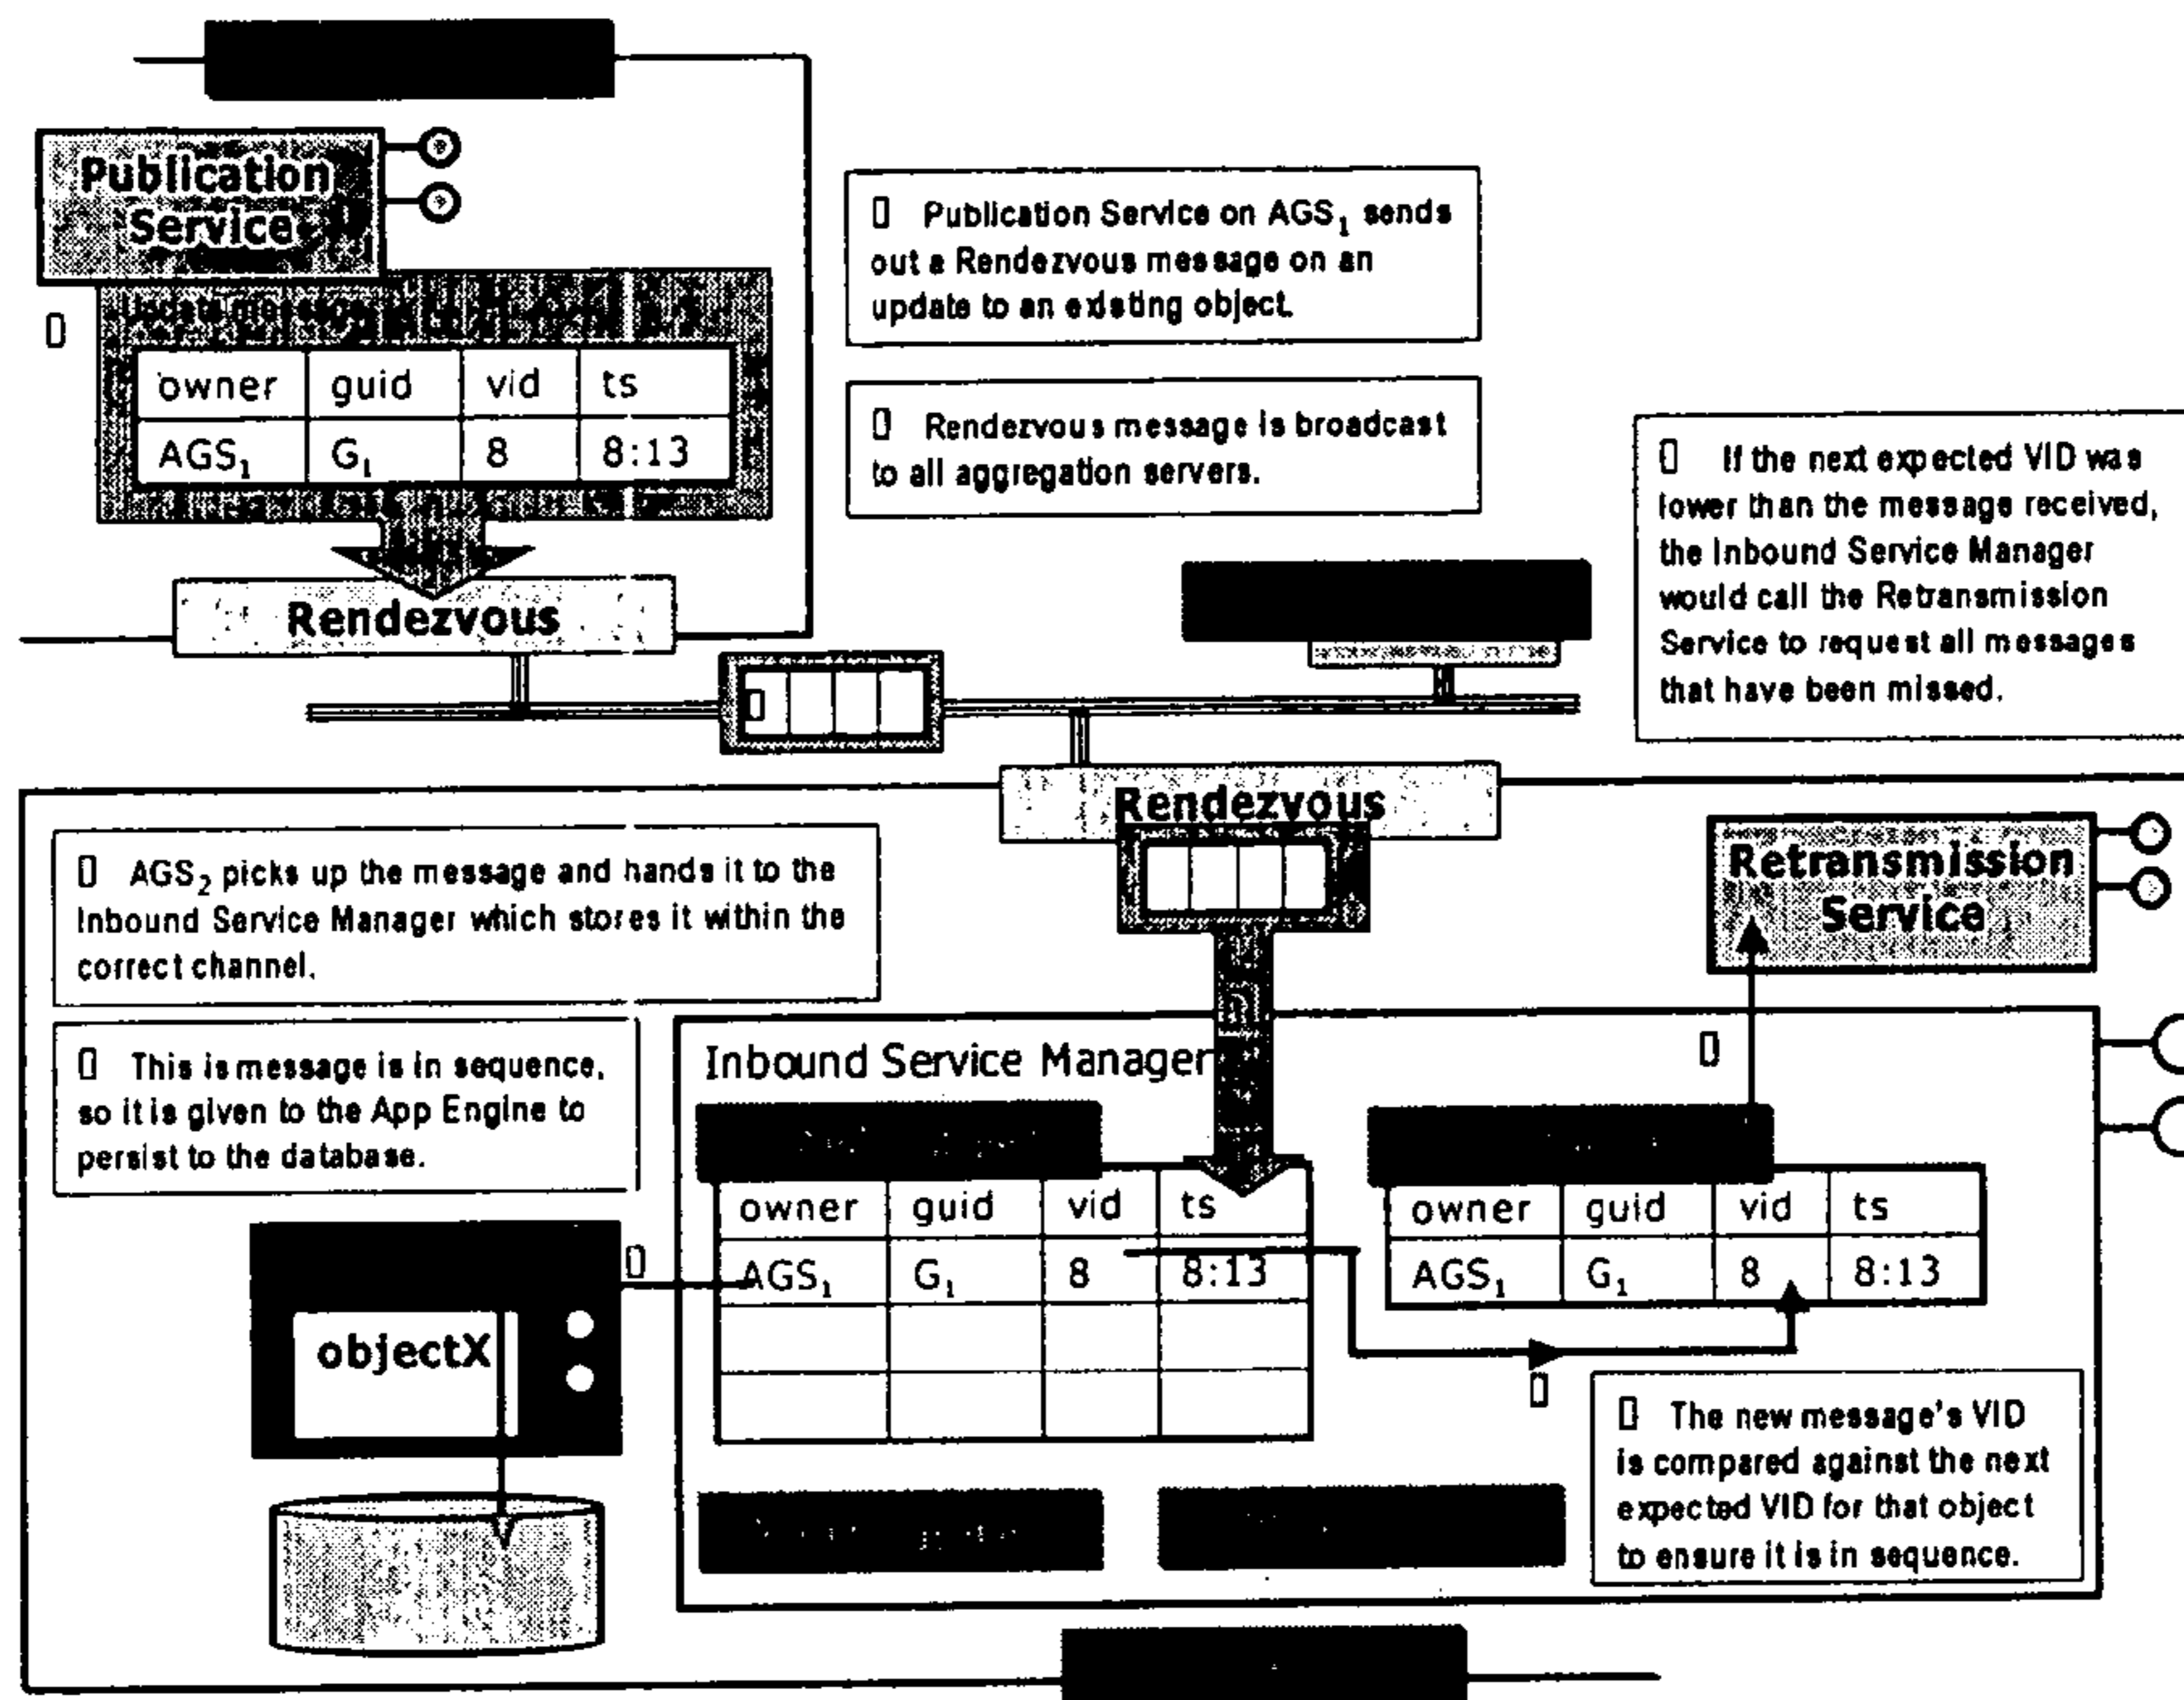 Publication
Service
Update message
owner guid vid ts
AGS₁ G₁ 8 8:13
Rendezvous
Publication Service on AGS₁ sends
out a Rendezvous message on an
update to an existing object.
Rendezvous message is broadcast
to all aggregation servers.
If the next expected VID was
lower than the message received,
the Inbound Service Manager
would call the Retransmission
Service to request all messages
that have been missed.
Rendezvous
AGS₂ picks up the message and hands it to the
Inbound Service Manager which stores it within the
correct channel.
Retransmission
Service
This is message is in sequence,
so it is given to the App Engine to
persist to the database.
Inbound Service Manager
owner guid vid ts
AGS₁ G₁ 8 8:13
owner guid vid ts
AGS₁ G₁ 8 8:13
objectX
The new message's VID
is compared against the next
expected VID for that object
to ensure it is in sequence.